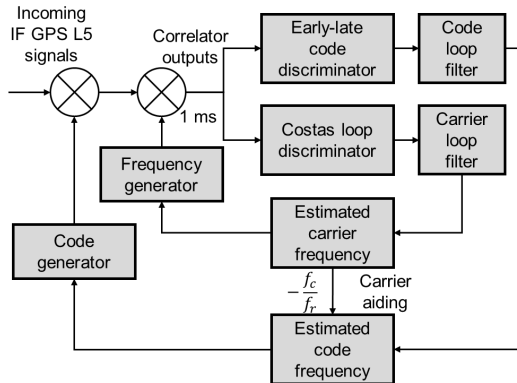 Incoming
IF GPS L5
signals
Correlator
outputs
1 ms
Early-late
code
discriminator
Code
loop
filter
Costas loop
discriminator
Carrier
loop
filter
Frequency
generator
Code
generator
Estimated
carrier
frequency
−f_c/f_r
Carrier
aiding
Estimated
code
frequency